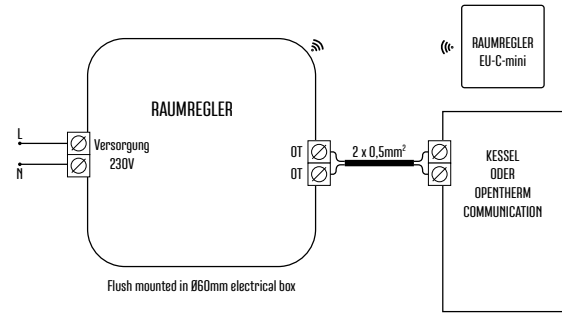 RAUMREGLER
EU-C-mini
RAUMREGLER
L
N
Versorgung
230V
OT
OT
2 x 0,5mm²
KESSEL
ODER
OPENTHERM
COMMUNICATION
Flush mounted in Ø60mm electrical box